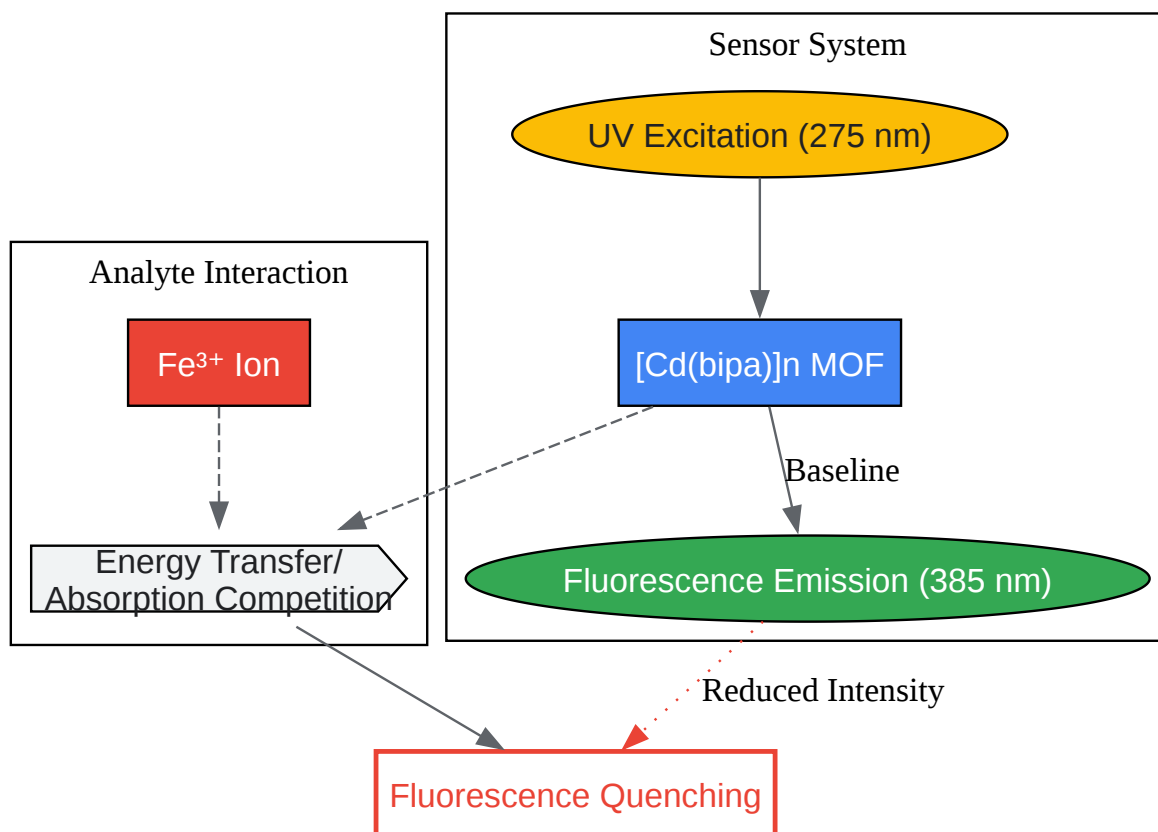 Sensor System
UV Excitation (275 nm)
Analyte Interaction
Fe³⁺ Ion
[Cd(bipa)]n MOF
Baseline
Energy Transfer/
Absorption Competition
Fluorescence Emission (385 nm)
Reduced Intensity
Fluorescence Quenching